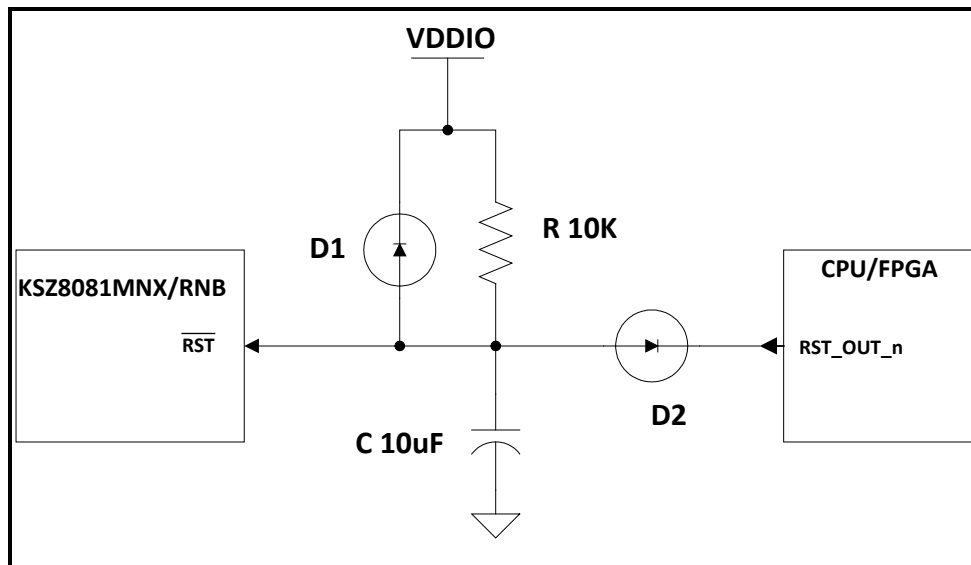 VDDIO
D1
R 10K
KSZ8081MNX/RNB
RST
CPU/FPGA
RST_OUT_n
D2
C 10uF